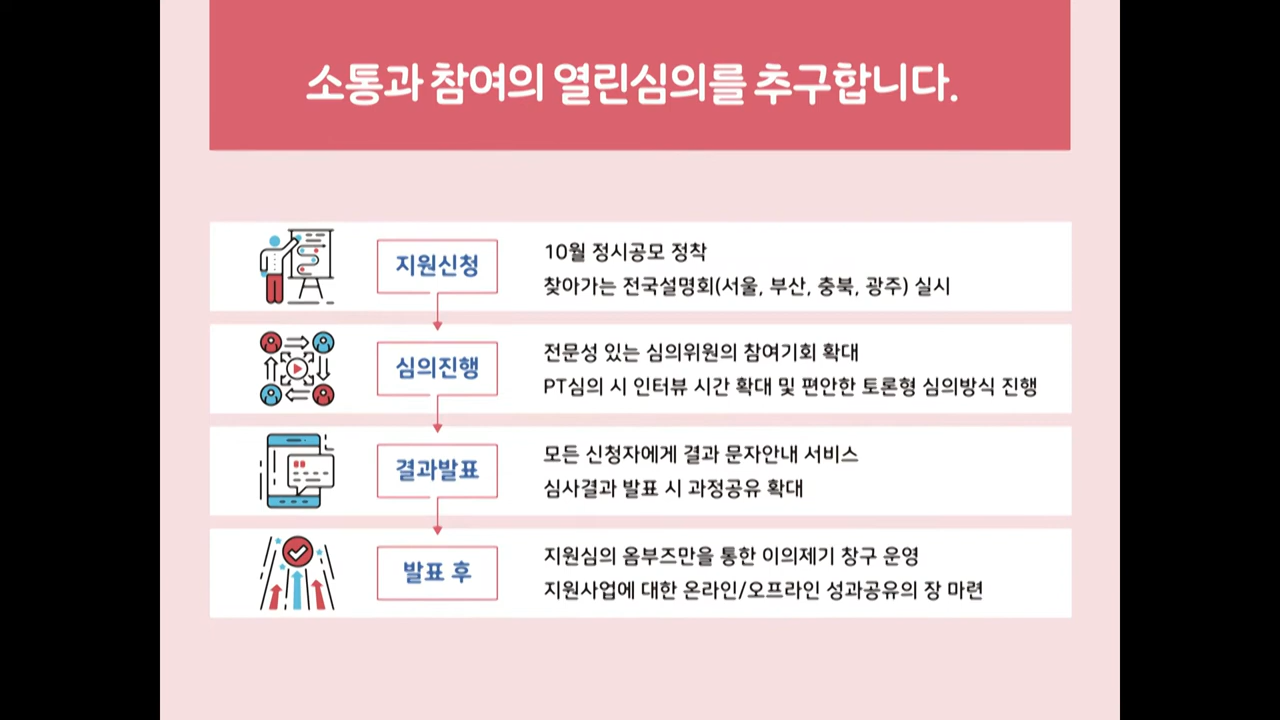 소통과 참여의 열린심의를 추구합니다.
지원신청
10월 정시공모 정착
찾아가는 전국설명회(서울, 부산, 충북, 광주) 실시
심의진행
전문성 있는 심의위원의 참여기회 확대
PT심의 시 인터뷰 시간 확대 및 편안한 토론형 심의방식 진행
결과발표
모든 신청자에게 결과 문자안내 서비스
심사결과 발표 시 과정공유 확대
발표 후
지원심의 옴부즈만을 통한 이의제기 창구 운영
지원사업에 대한 온라인/오프라인 성과공유의 장 마련